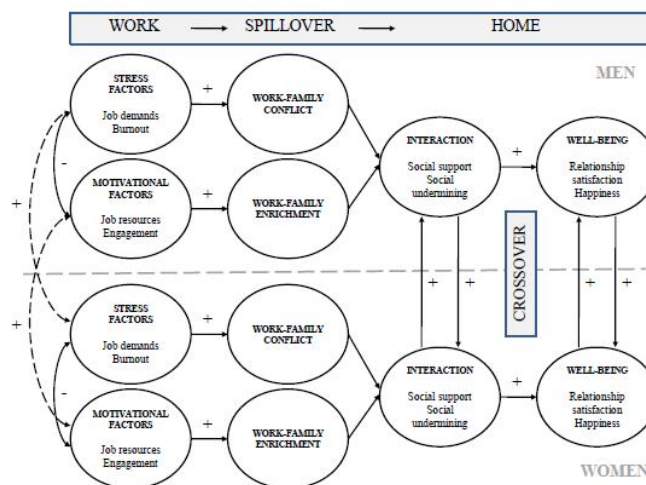 WORK SPILLOVER HOME
MEN
STRESS
FACTORS
Job demands
Burnout
+
WORK-FAMILY
CONFLICT
-
MOTIVATIONAL
FACTORS
Job resources
Engagement
+
WORK-FAMILY
ENRICHMENT
INTERACTION
Social support
Social
undermining
+
WELL-BEING
Relationship
satisfaction
Happiness
+
+
CROSSOVER
+ +
+ +
STRESS
FACTORS
Job demands
Burnout
+
WORK-FAMILY
CONFLICT
-
MOTIVATIONAL
FACTORS
Job resources
Engagement
+
WORK-FAMILY
ENRICHMENT
INTERACTION
Social support
Social
undermining
+
WELL-BEING
Relationship
satisfaction
Happiness
WOMEN